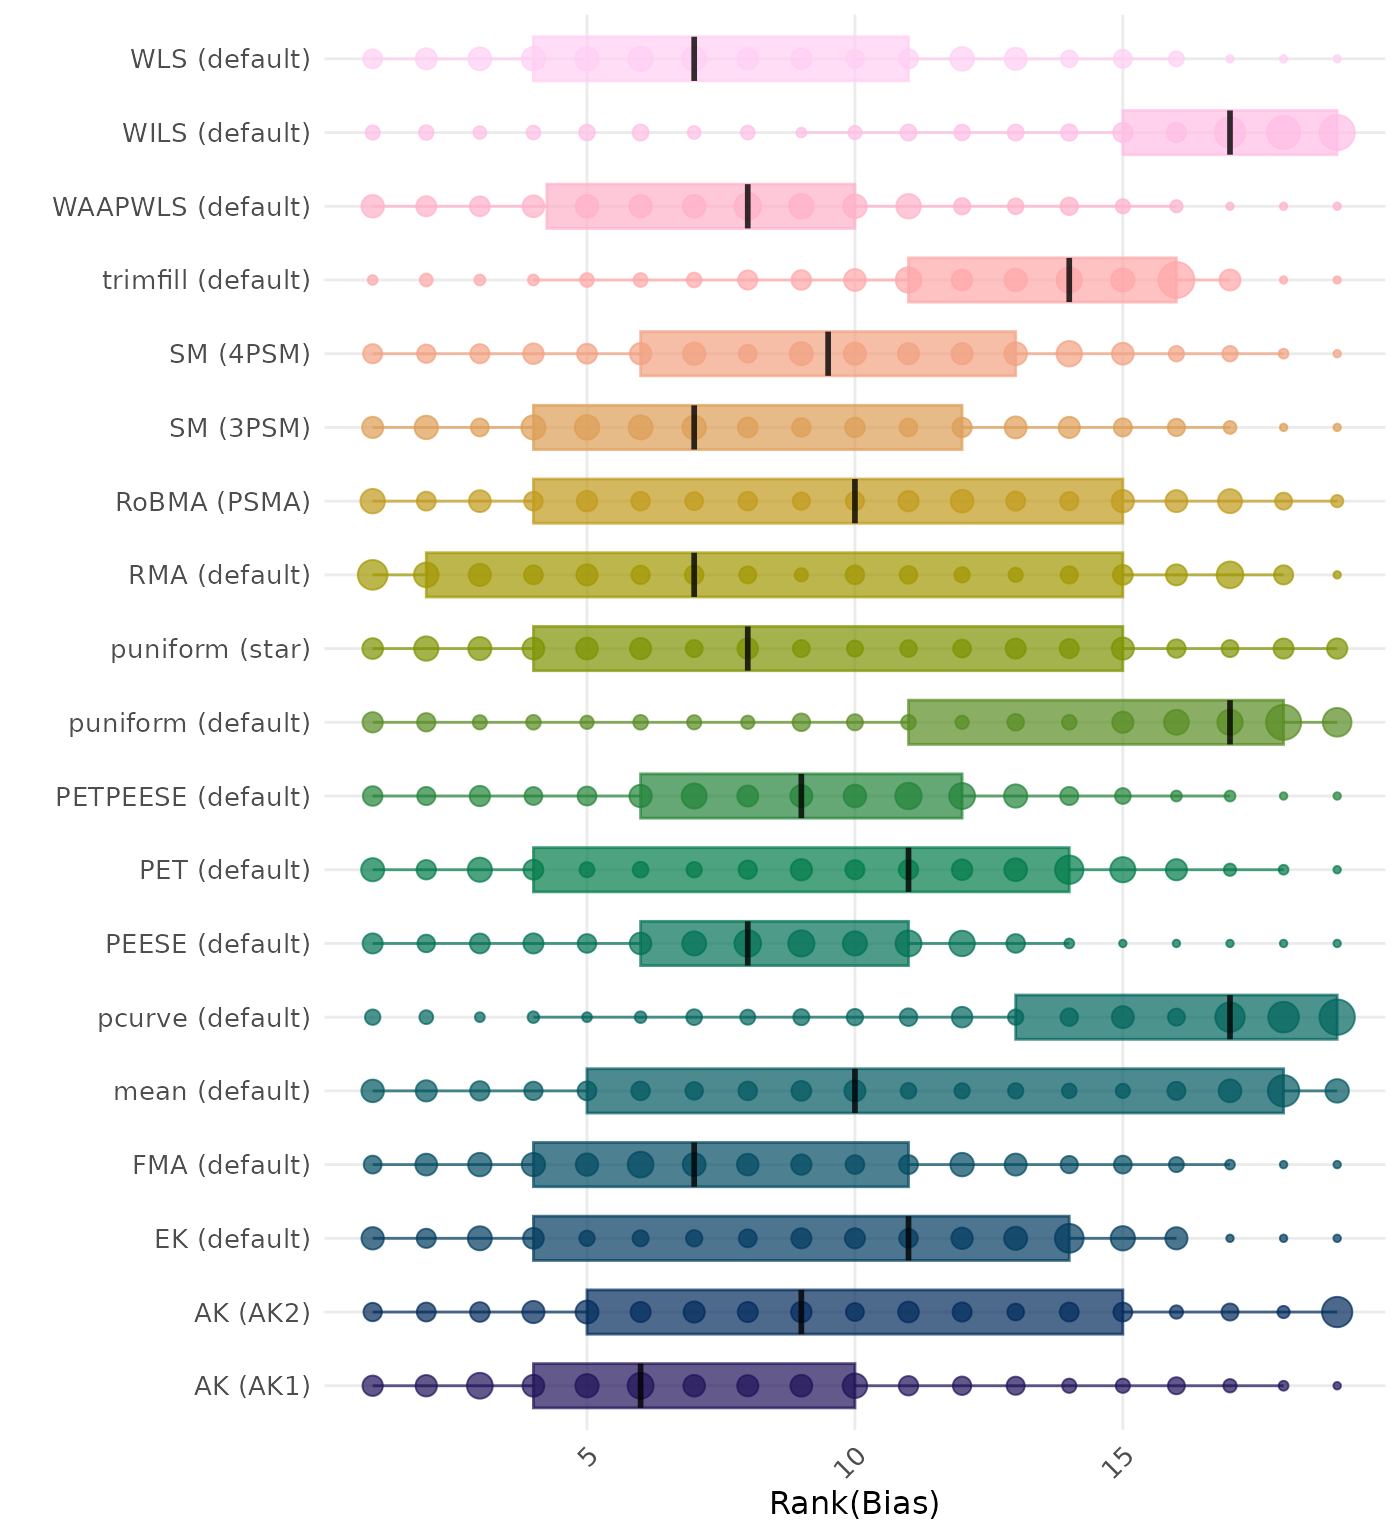 WLS (default)
WILS (default)
WAAPWLS (default)
trimfill (default)
SM (4PSM)
SM (3PSM)
RoBMA (PSMA)
RMA (default)
puniform (star)
puniform (default)
PETPEESE (default)
PET (default)
PEESE (default)
pcurve (default)
mean (default)
FMA (default)
EK (default)
AK (AK2)
AK (AK1)
5
10
15
Rank(Bias)